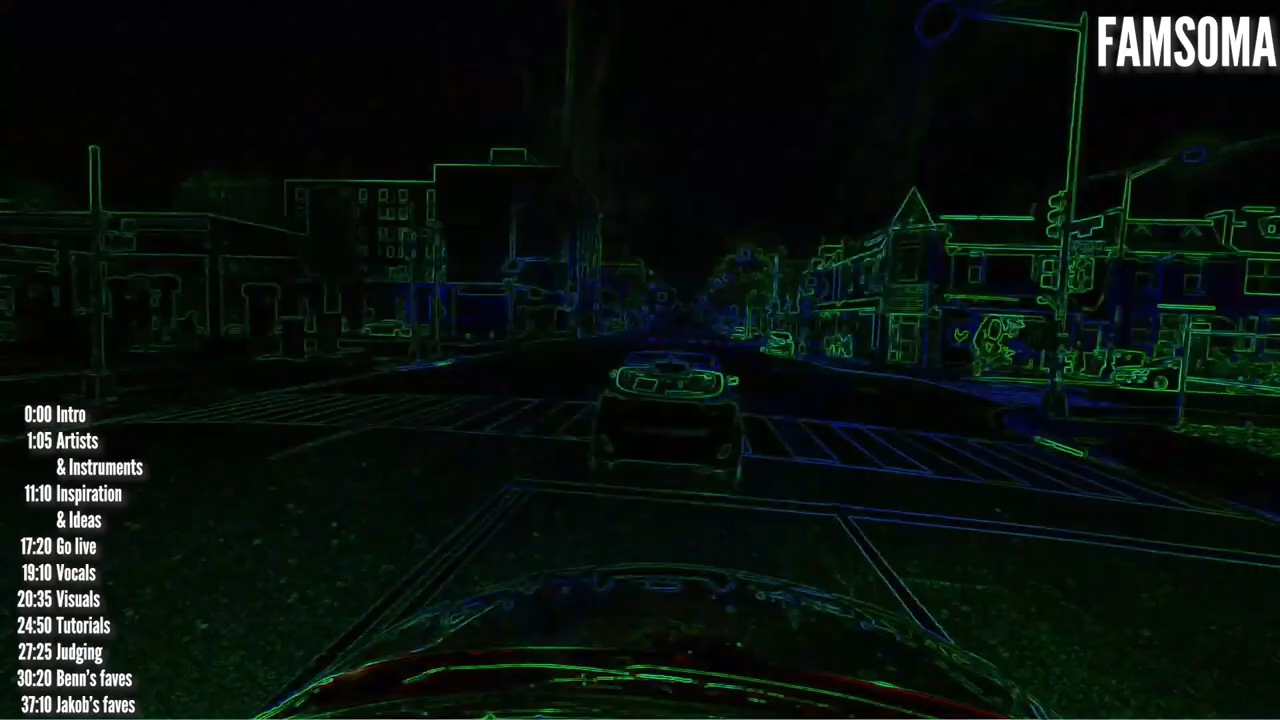 FAMSOMA
0:00 Intro
1:05 Artists
& Instruments
11:10 Inspiration
& Ideas
17:20 Go live
19:10 Vocals
20:35 Visuals
24:50 Tutorials
27:25 Judging
30:20 Benn's faves
37:10 Jakob's faves